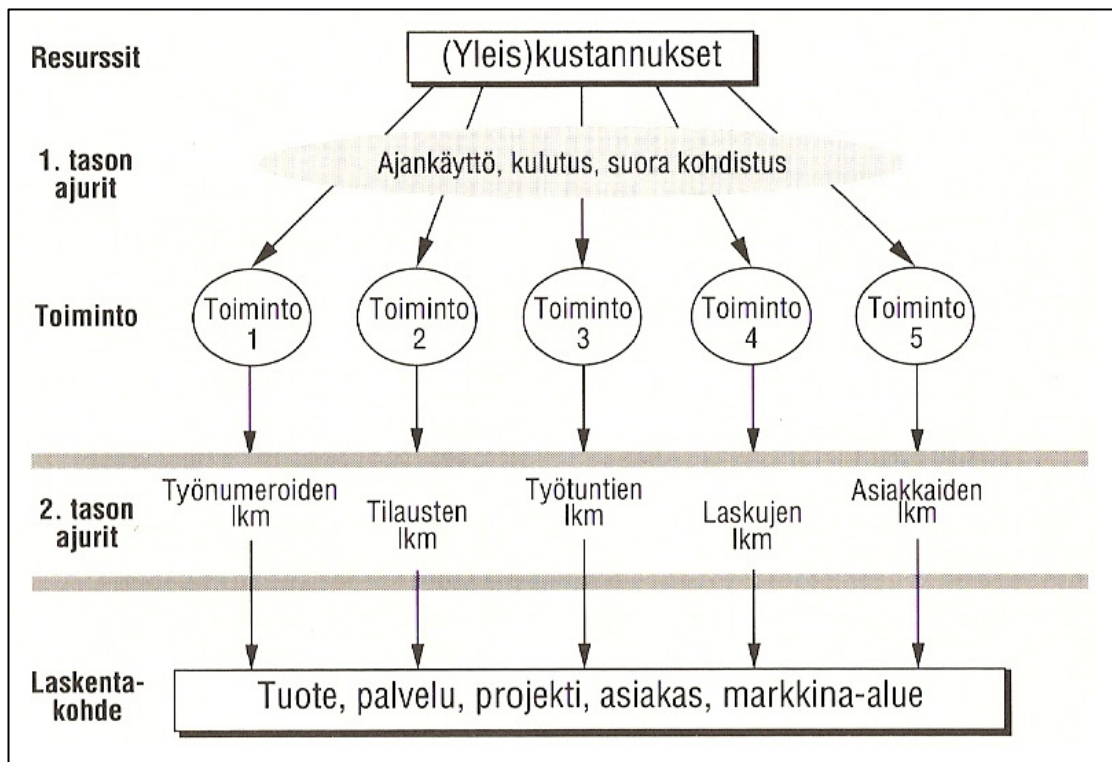 Resurssit
(Yleis)kustannukset
1. tason
ajurit
Ajankäyttö, kulutus, suora kohdistus
Toiminto
Toiminto
1
Toiminto
2
Toiminto
3
Toiminto
4
Toiminto
5
2. tason
ajurit
Työnumeroiden
lkm
Tilausten
lkm
Työtuntien
lkm
Laskujen
lkm
Asiakkaiden
lkm
Laskenta-
kohde
Tuote, palvelu, projekti, asiakas, markkina-alue